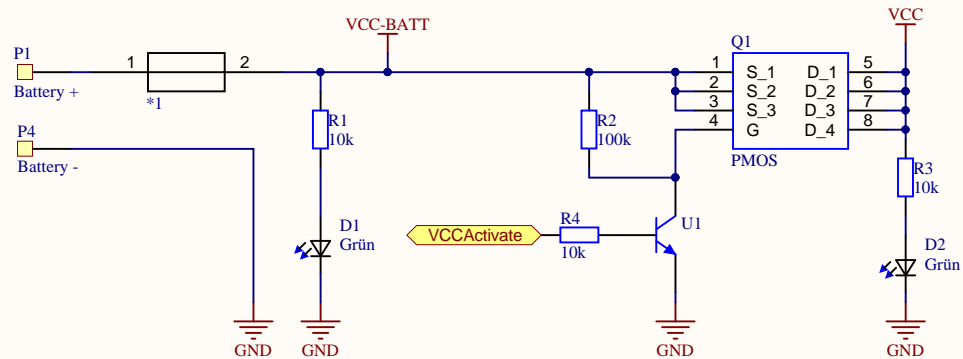 VCC-BATT
VCC
P1
Q1
1
2
1
S_1
D_1
5
Battery +
*1
2
S_2
D_2
6
3
S_3
D_3
7
P4
R1
R2
4
G
D_4
8
10k
100k
Battery -
PMOS
R3
10k
D1
R4
U1
Grün
VCCActivate
D2
10k
Grün
GND
GND
GND
GND